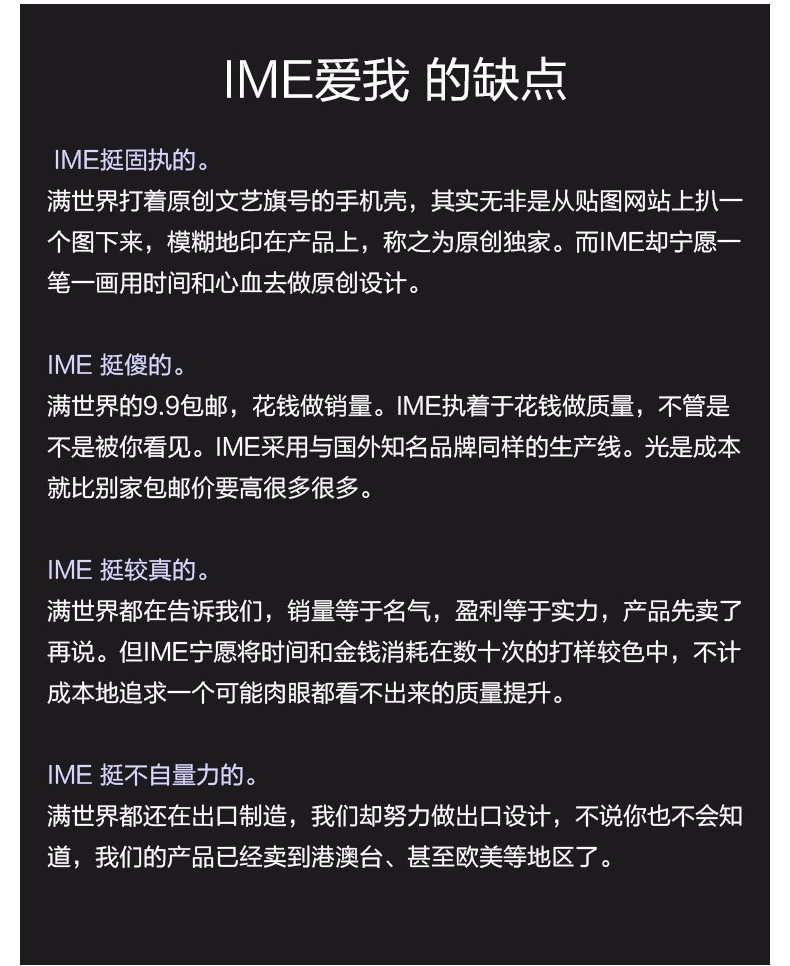 IME爱我 的缺点
IME挺固执的。
满世界打着原创文艺旗号的手机壳，其实无非是从贴图网站上扒一
个图下来，模糊地印在产品上，称之为原创独家。而IME却宁愿一
笔一画用时间和心血去做原创设计。
IME 挺傻的。
满世界的9.9包邮，花钱做销量。IME执着于花钱做质量，不管是
不是被你看见。IME采用与国外知名品牌同样的生产线。光是成本
就比别家包邮价要高很多很多。
IME 挺较真的。
满世界都在告诉我们，销量等于名气，盈利等于实力，产品先卖了
再说。但IME宁愿将时间和金钱消耗在数十次的打样较色中，不计
成本地追求一个可能肉眼都看不出来的质量提升。
IME 挺不自量力的。
满世界都还在出口制造，我们却努力做出口设计，不说你也不会知
道，我们的产品已经卖到港澳台、甚至欧美等地区了。